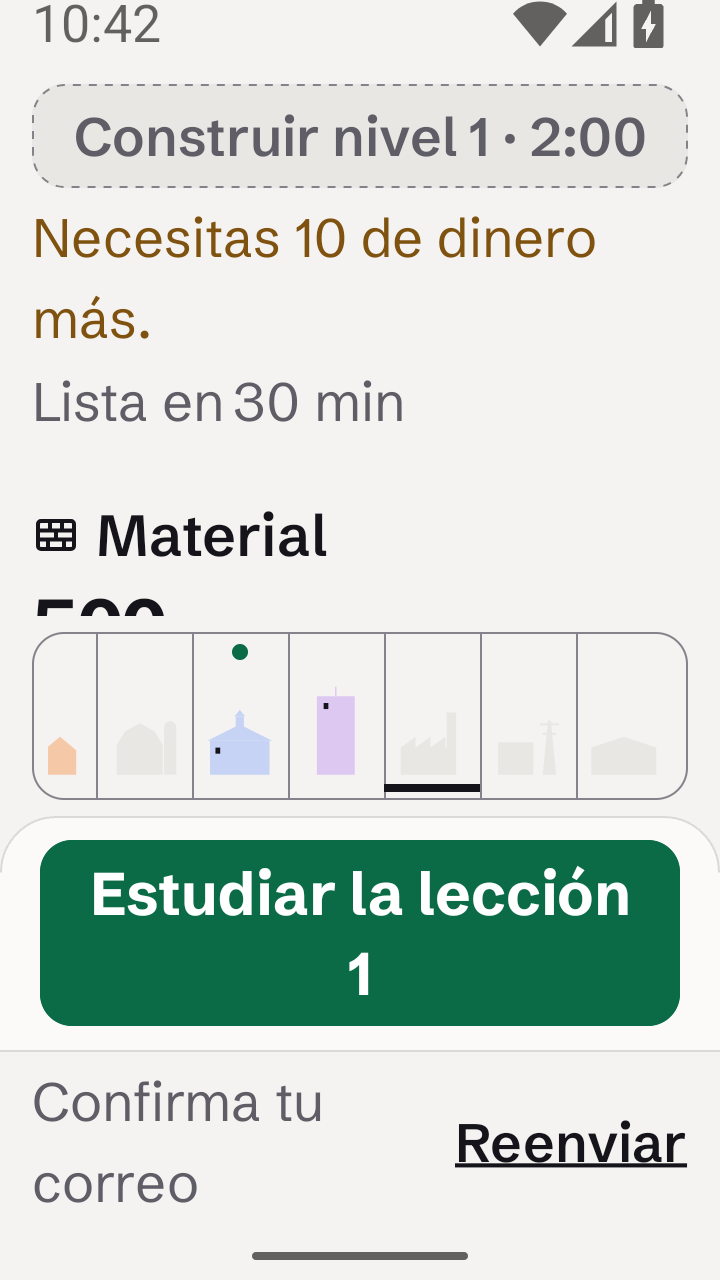 10:42
Construir nivel 1 · 2:00
Necesitas 10 de dinero
más.
Lista en 30 min
Material
Estudiar la lección
1
Confirma tu
correo
Reenviar